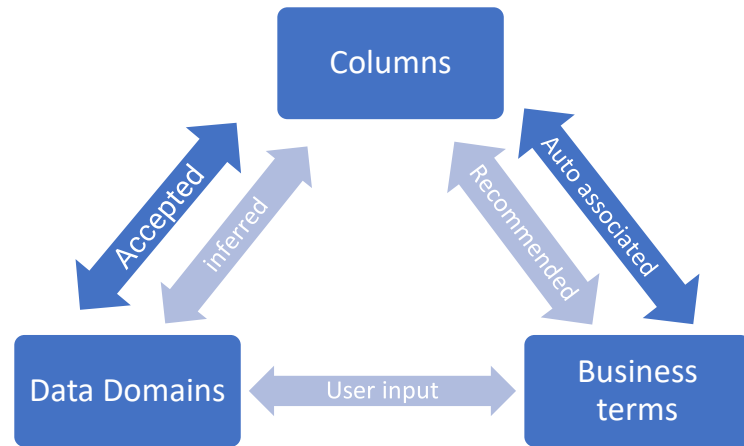 Columns
Accepted
inferred
Recommended
Auto associated
Data Domains
User input
Business
terms